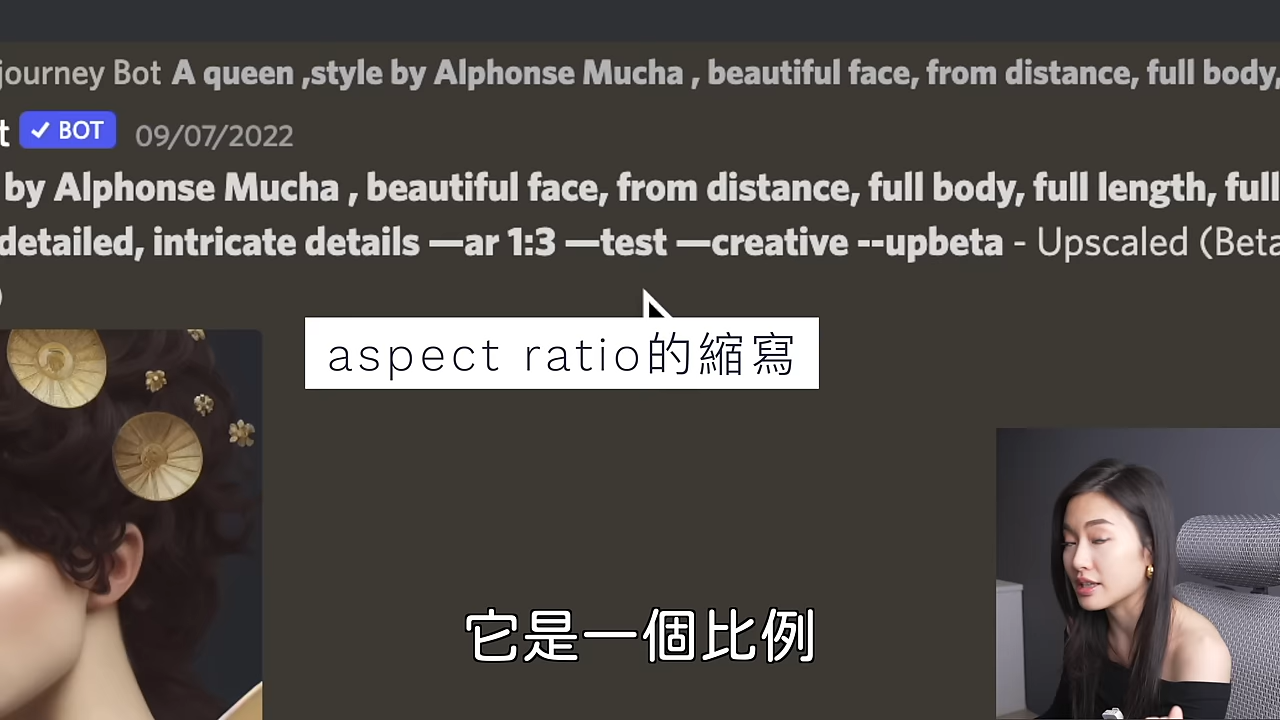 journey Bot A queen ,style by Alphonse Mucha , beautiful face, from distance, full body,
t ✓ BOT 09/07/2022
by Alphonse Mucha , beautiful face, from distance, full body, full length, full
detailed, intricate details —ar 1:3 —test —creative --upbeta - Upscaled (Beta
)
aspect ratio的縮寫
它是一個比例